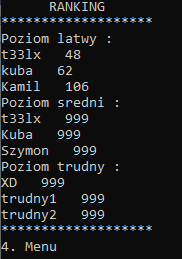 RANKING
********************
Poziom latwy :
t33lx   48
kuba   62
Kamil   106
Poziom sredni :
t33lx   999
Kuba   999
Szymon   999
Poziom trudny :
XD   999
trudny1   999
trudny2   999
********************
4. Menu